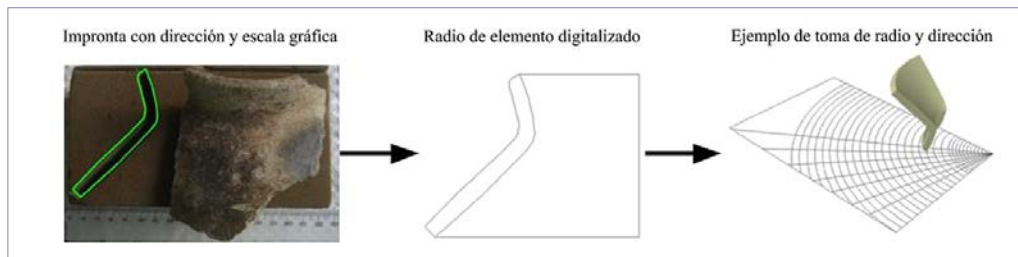 Impronta con dirección y escala gráfica
Radio de elemento digitalizado
Ejemplo de toma de radio y dirección